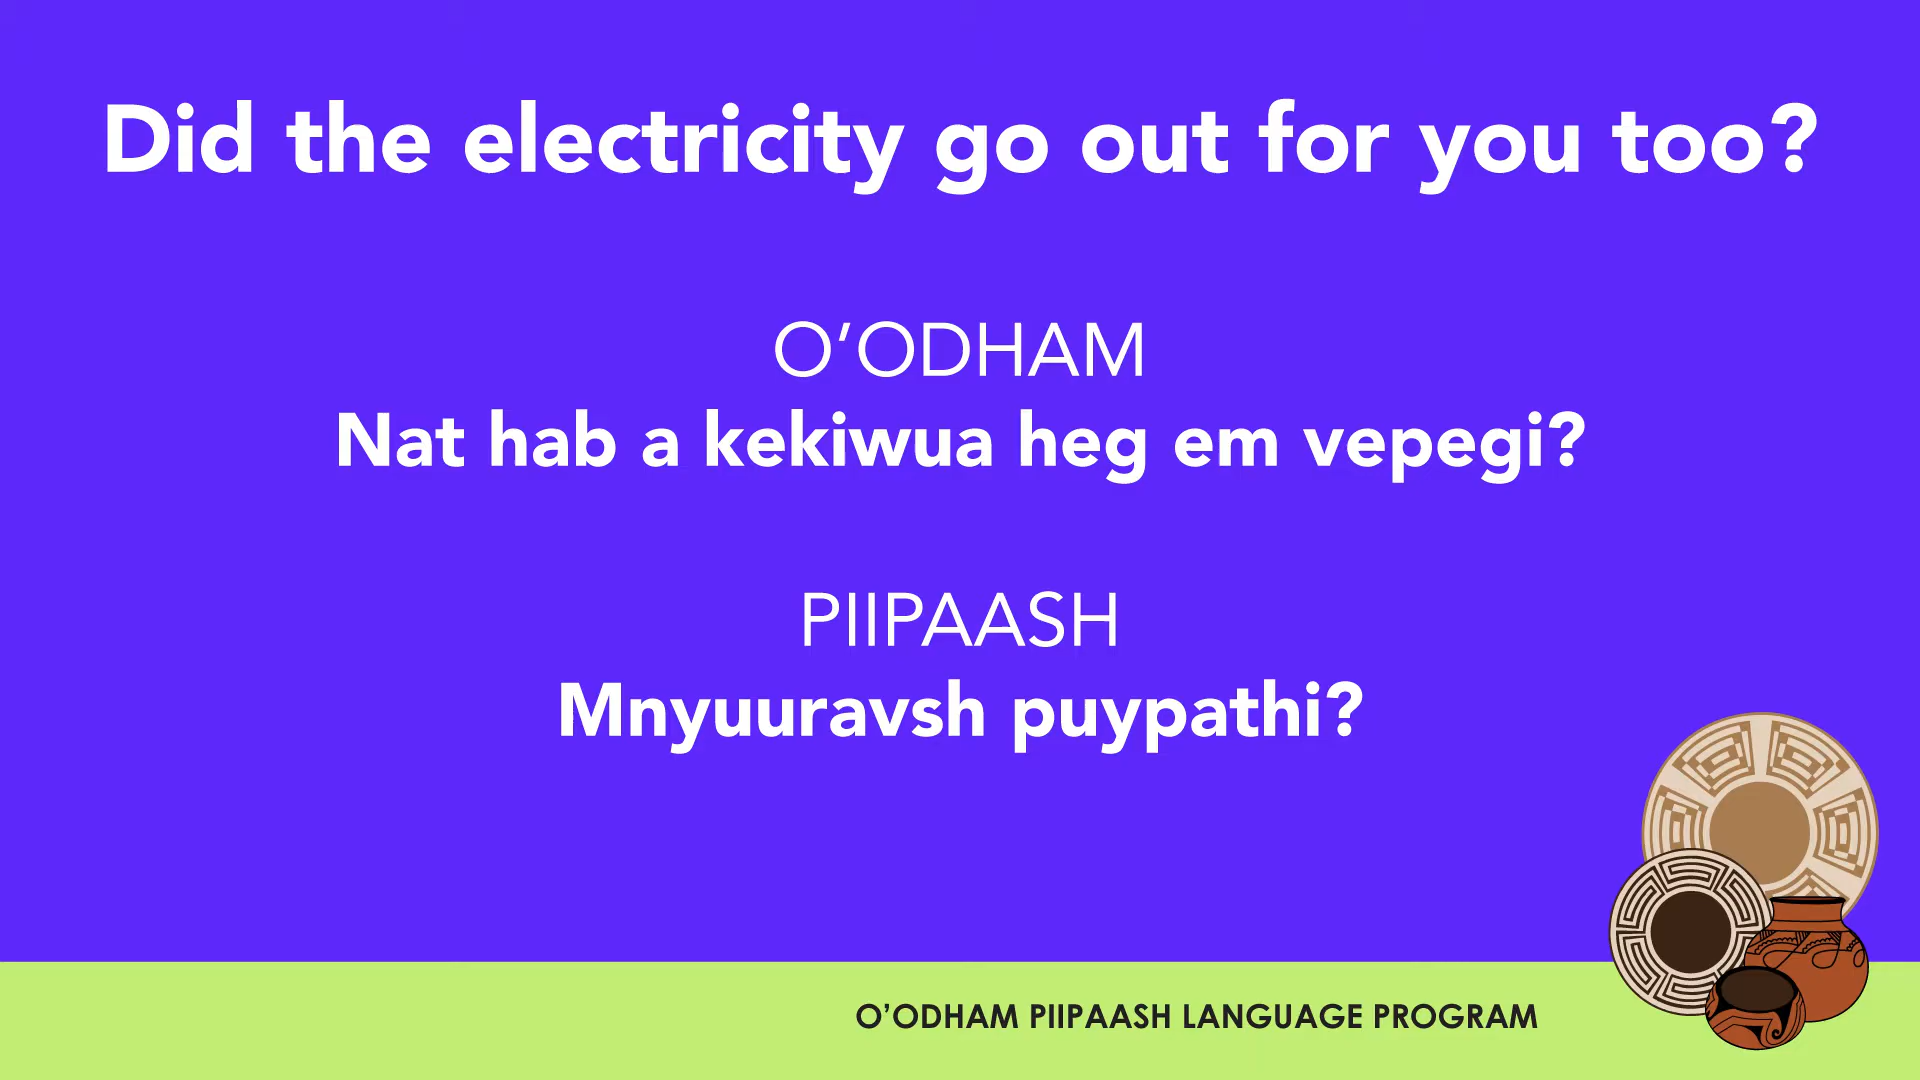 Did the electricity go out for you too?
O’ODHAM
Nat hab a kekiwua heg em vepegi?
PIIPAASH
Mnyuuravsh puypathi?
O’ODHAM PIIPAASH LANGUAGE PROGRAM